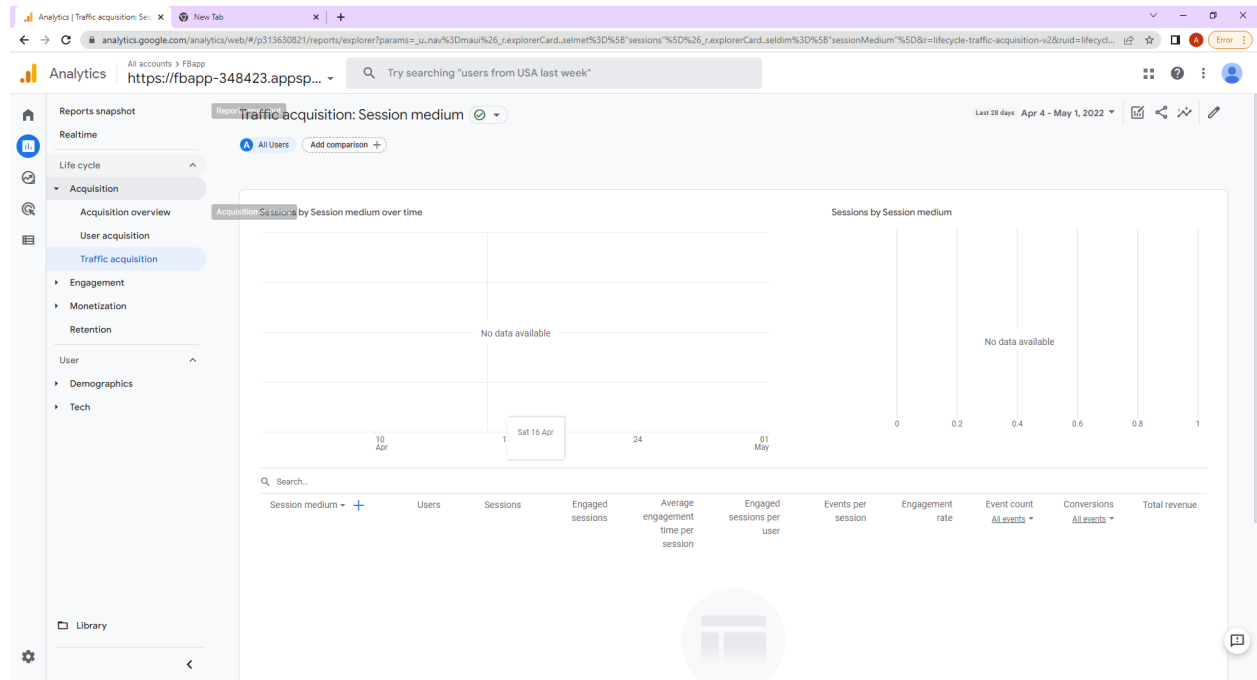 Analytics | Traffic acquisition: Ses
New Tab
analytics.google.com/analytics/web/#/p313630821/reports/explorer?params=_u..nav%3Dmaui%26_r.explorerCard..selmet%3D%5B"sessions"%5D%26_r.explorerCard..seldim%3D%5B"sessionMedium"%5D&r=lifecycle-traffic-acquisition-v2&ruid=lifecycl...
A
Error
Analytics
All accounts > FBapp
https://fbapp-348423.appsp...
Try searching "users from USA last week"
Reports snapshot
Realtime
Life cycle
Acquisition
Acquisition overview
User acquisition
Traffic acquisition
Engagement
Monetization
Retention
User
Demographics
Tech
Library
Traffic acquisition: Session medium
Last 28 days Apr 4 - May 1, 2022
A All Users
Add comparison +
Sessions by Session medium over time
No data available
Sat 16 Apr
10
Apr
1
24
01
May
Sessions by Session medium
No data available
0 0.2 0.4 0.6 0.8 1
Search...
Session medium
Users
Sessions
Engaged
sessions
Average
engagement
time per
session
Engaged
sessions per
user
Events per
session
Engagement
rate
Event count
All events
Conversions
All events
Total revenue